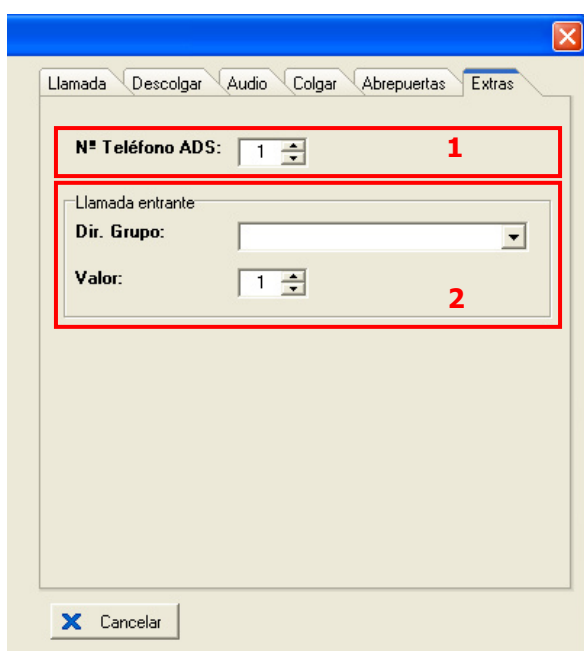 Llamada Descolgar Audio Colgar Abrepuertas Extras
Nº Teléfono ADS: 1 1
Llamada entrante
Dir. Grupo:
Valor: 1 2
Cancelar